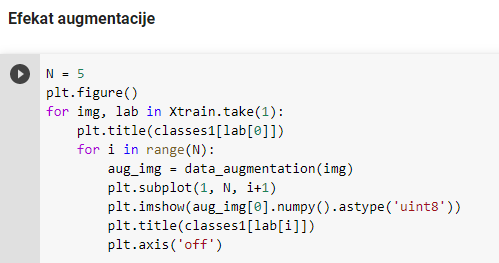 Efekat augmentacije
N = 5
plt.figure()
for img, lab in Xtrain.take(1):
    plt.title(classes1[lab[0]])
    for i in range(N):
        aug_img = data_augmentation(img)
        plt.subplot(1, N, i+1)
        plt.imshow(aug_img[0].numpy().astype('uint8'))
        plt.title(classes1[lab[i]])
        plt.axis('off')